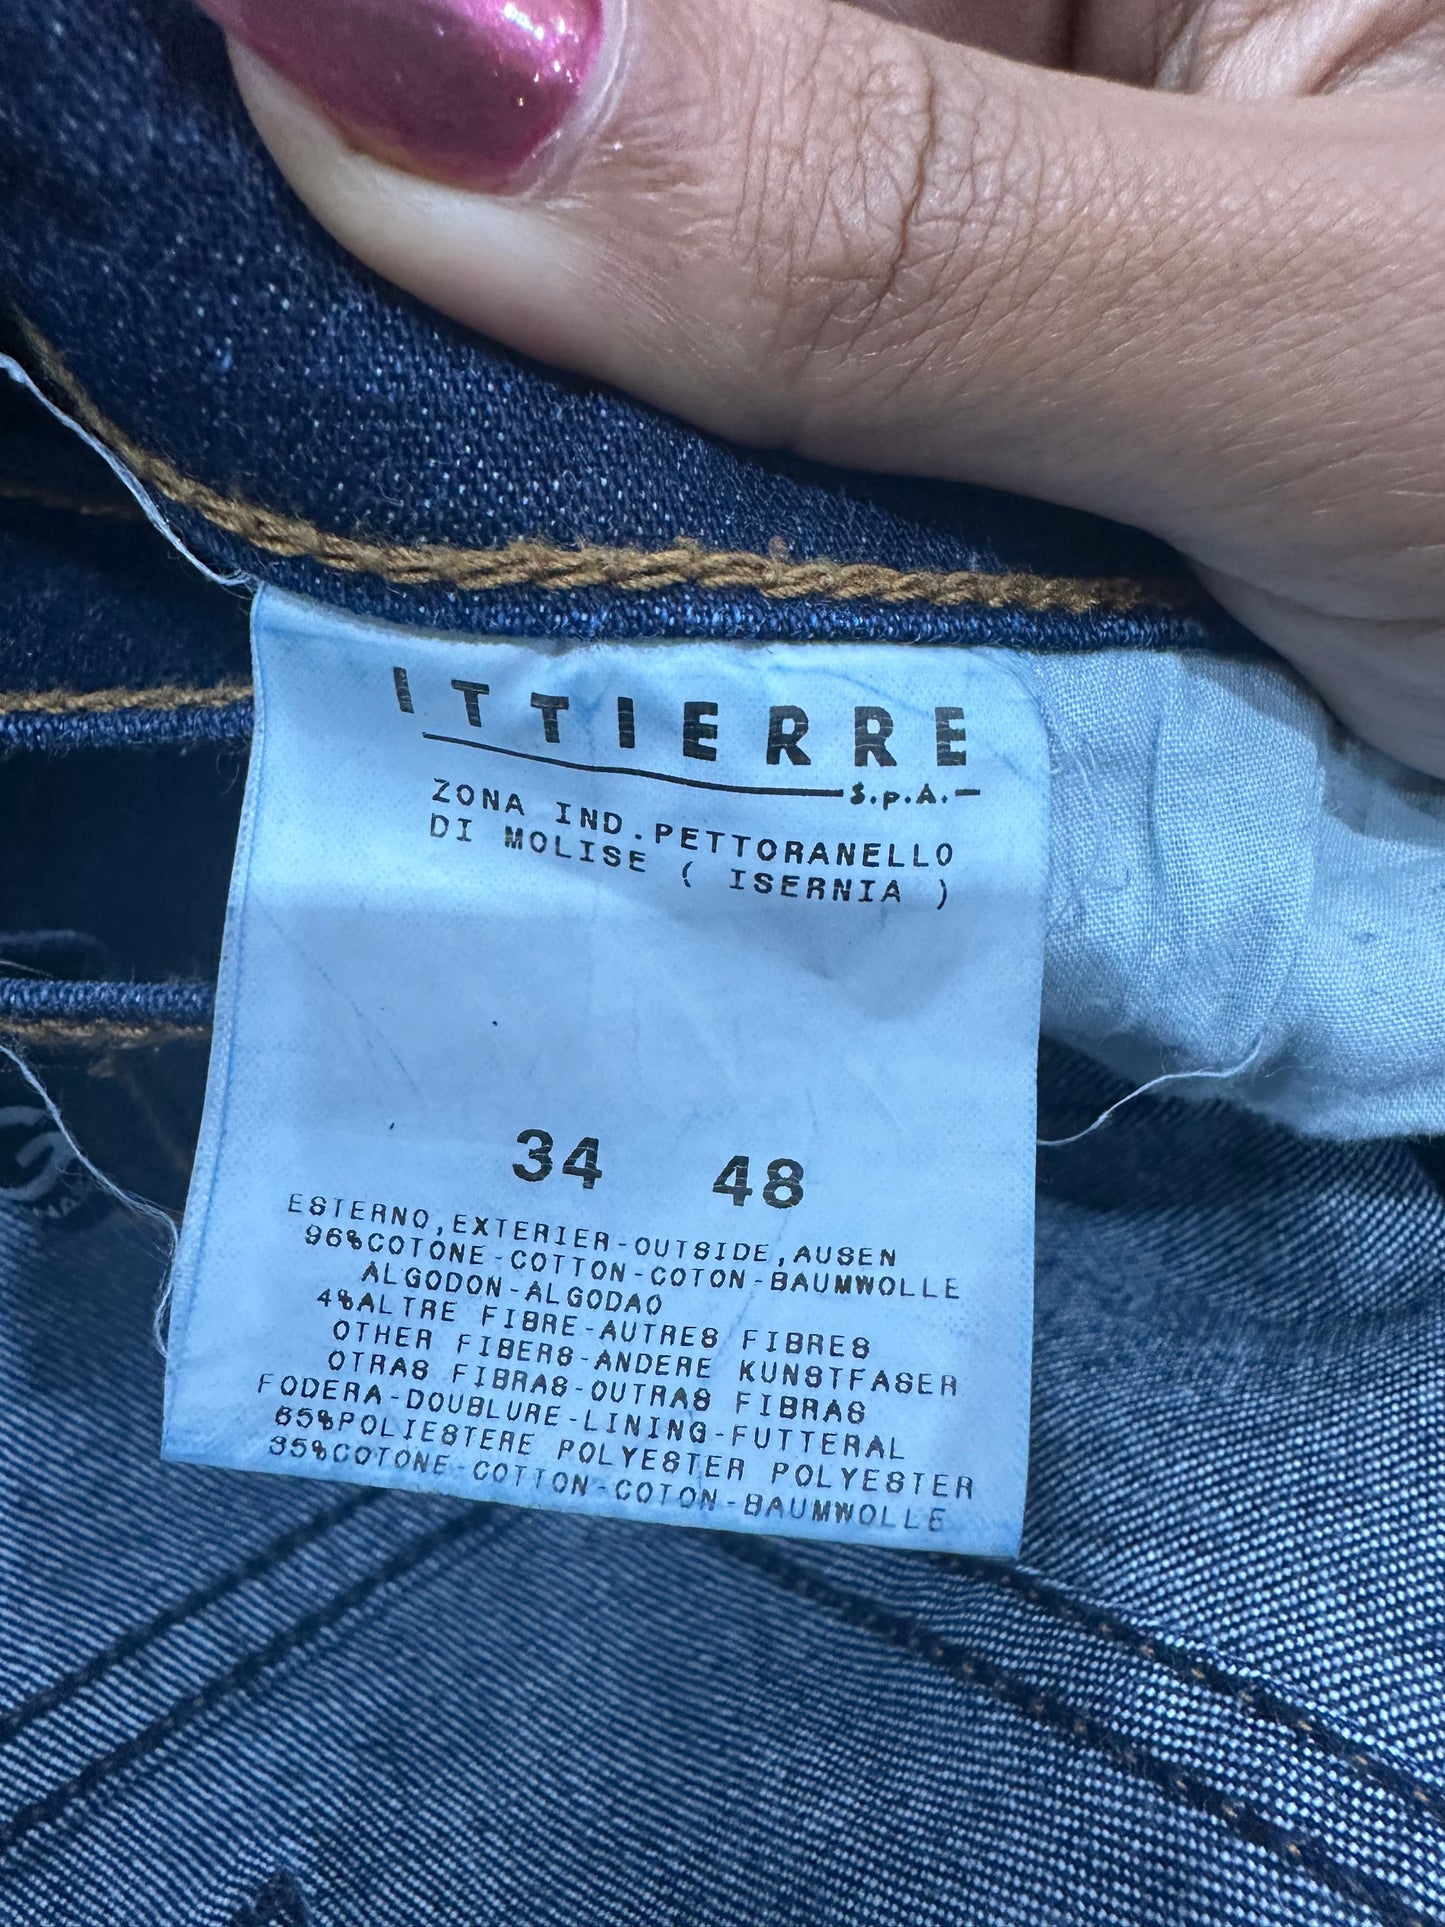 ITTIERRE
S.p.A.
ZONA IND.PETTORANELLO
DI MOLISE ( ISERNIA )
34 48
ESTERNO,EXTERIER-OUTSIDE,AUSEN
96%COTONE-COTTON-COTON-BAUMWOLLE
ALGODON-ALGODAO
4%ALTRE FIBRE-AUTRES FIBRES
OTHER FIBERS-ANDERE KUNSTFASER
OTRAS FIBRAS-OUTRAS FIBRAS
FODERA-DOUBLURE-LINING-FUTTERAL
65%POLIESTERE POLYESTER POLYESTER
35%COTONE-COTTON-COTON-BAUMWOLLE